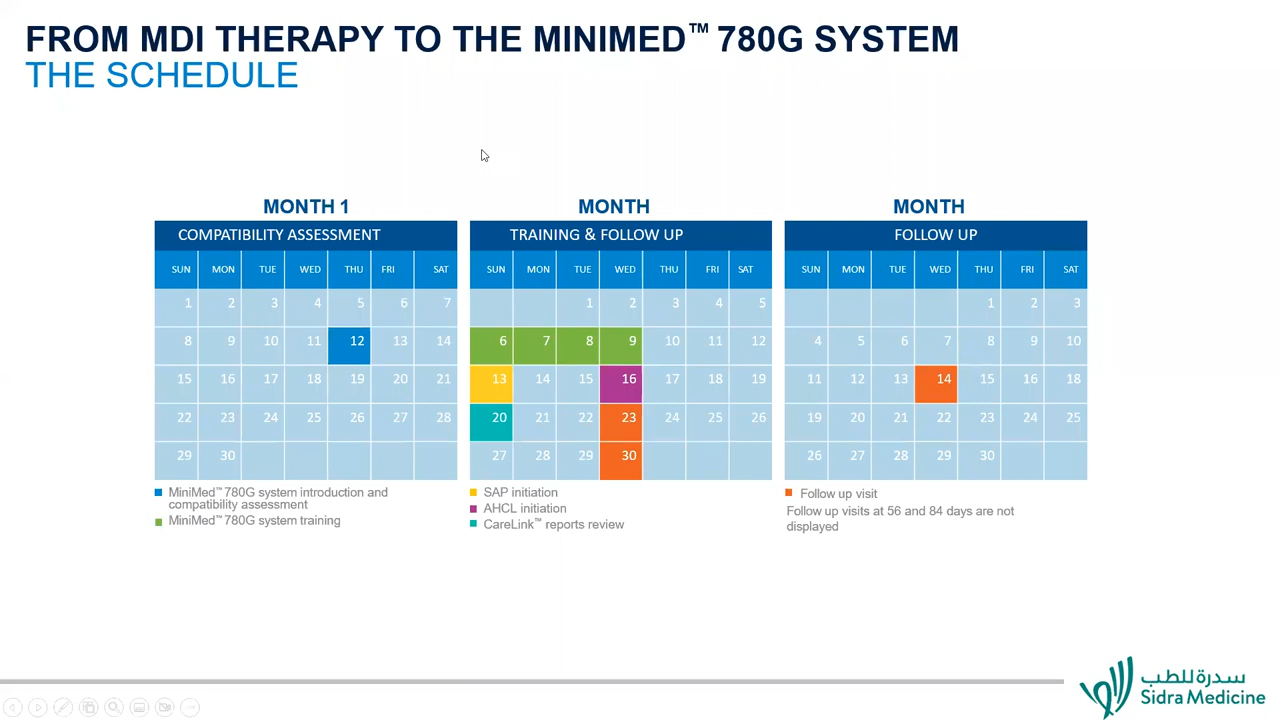 FROM MDI THERAPY TO THE MINIMED™ 780G SYSTEM
THE SCHEDULE
MONTH 1
COMPATIBILITY ASSESSMENT
SUN MON TUE WED THU FRI SAT
1 2 3 4 5 6 7
8 9 10 11 12 13 14
15 16 17 18 19 20 21
22 23 24 25 26 27 28
29 30
MiniMed™ 780G system introduction and
compatibility assessment
MiniMed™ 780G system training
MONTH
TRAINING & FOLLOW UP
SUN MON TUE WED THU FRI SAT
1 2 3 4 5
6 7 8 9 10 11 12
13 14 15 16 17 18 19
20 21 22 23 24 25 26
27 28 29 30
SAP initiation
AHCL initiation
CareLink™ reports review
MONTH
FOLLOW UP
SUN MON TUE WED THU FRI SAT
1 2 3
4 5 6 7 8 9 10
11 12 13 14 15 16 18
19 20 21 22 23 24 25
26 27 28 29 30
Follow up visit
Follow up visits at 56 and 84 days are not
displayed
سدرة للطب
Sidra Medicine